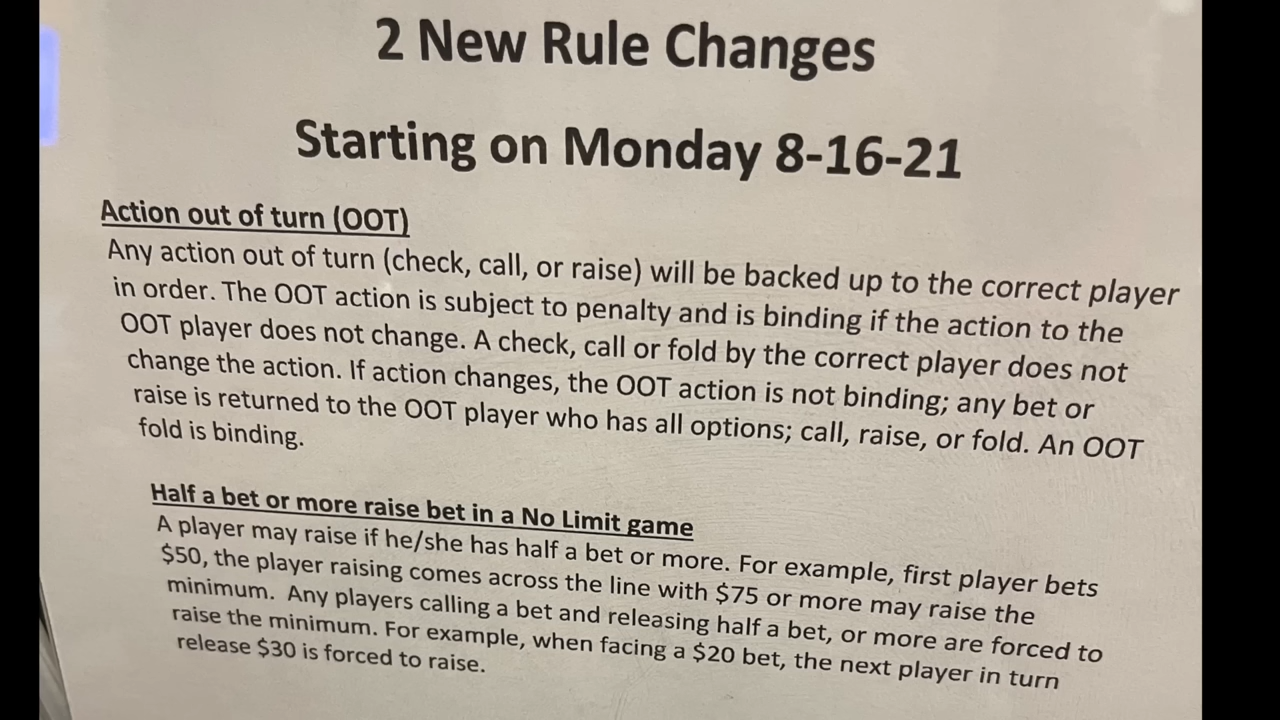 2 New Rule Changes
Starting on Monday 8-16-21
Action out of turn (OOT)
Any action out of turn (check, call, or raise) will be backed up to the correct player
in order. The OOT action is subject to penalty and is binding if the action to the
OOT player does not change. A check, call or fold by the correct player does not
change the action. If action changes, the OOT action is not binding; any bet or
raise is returned to the OOT player who has all options; call, raise, or fold. An OOT
fold is binding.
Half a bet or more raise bet in a No Limit game
A player may raise if he/she has half a bet or more. For example, first player bets
$50, the player raising comes across the line with $75 or more may raise the
minimum. Any players calling a bet and releasing half a bet, or more are forced to
raise the minimum. For example, when facing a $20 bet, the next player in turn
release $30 is forced to raise.